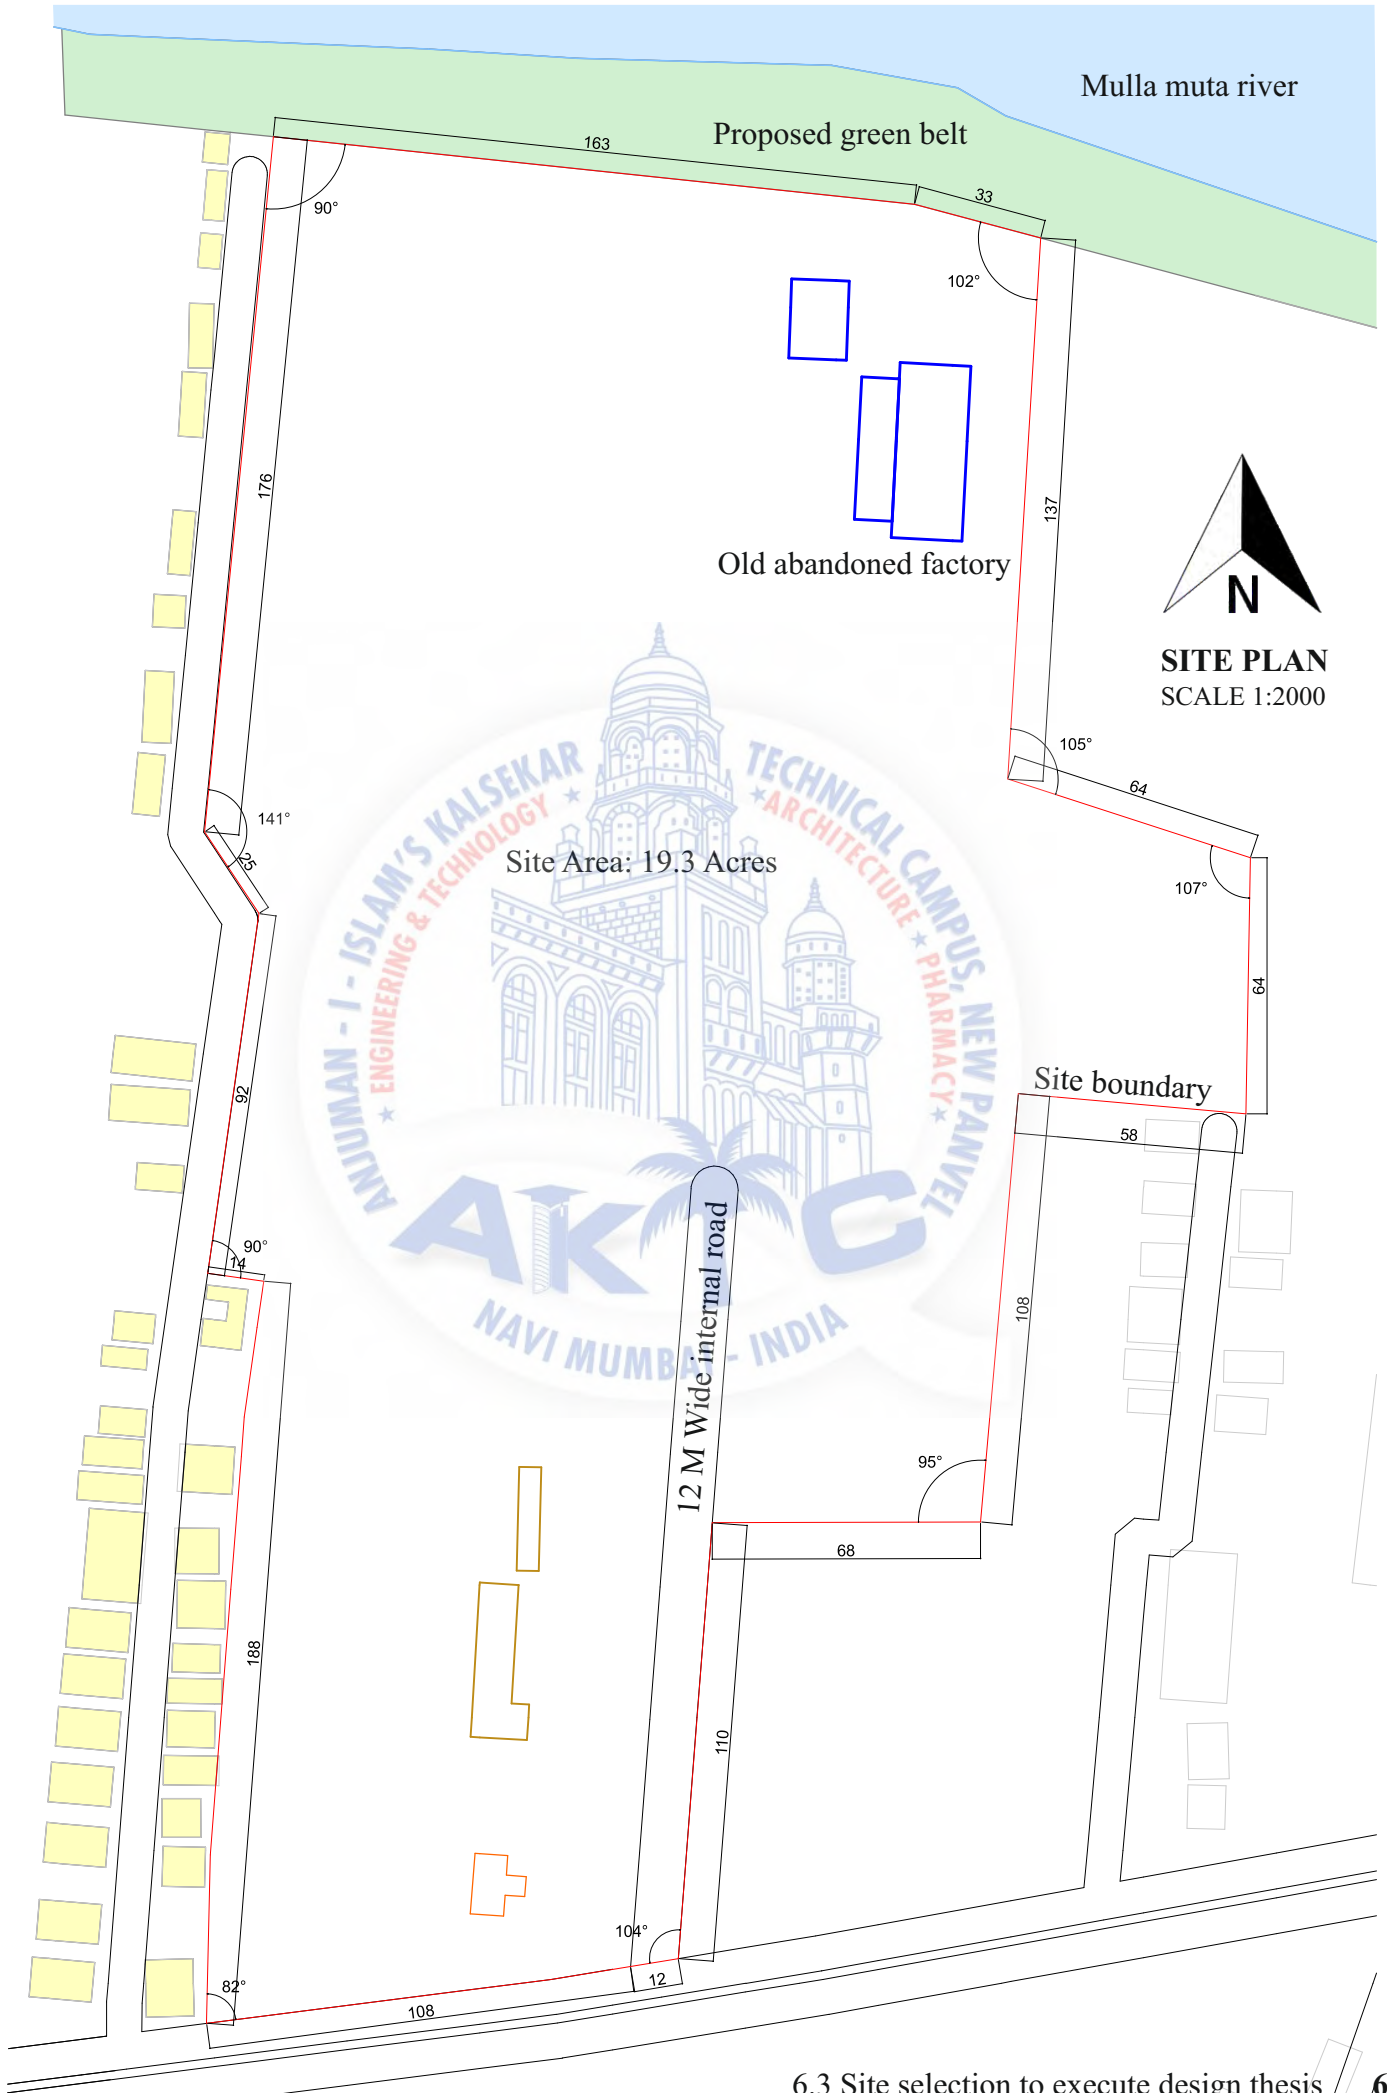 Mulla muta river
Proposed green belt
163
33
90°
102°
176
137
Old abandoned factory
N
SITE PLAN
SCALE 1:2000
105°
64
141°
25
Site Area: 19.3 Acres
107°
64
92
Site boundary
58
90°
14
108
12 M Wide internal road
95°
68
188
110
104°
12
82°
108
ANJUMAN - I - ISLAM'S KALSEKAR TECHNICAL CAMPUS, NEW PANVEL
ENGINEERING & TECHNOLOGY ★ ★ ARCHITECTURE ★ PHARMACY ★
AKTC
NAVI MUMBAI - INDIA
6.3 Site selection to execute design thesis
6